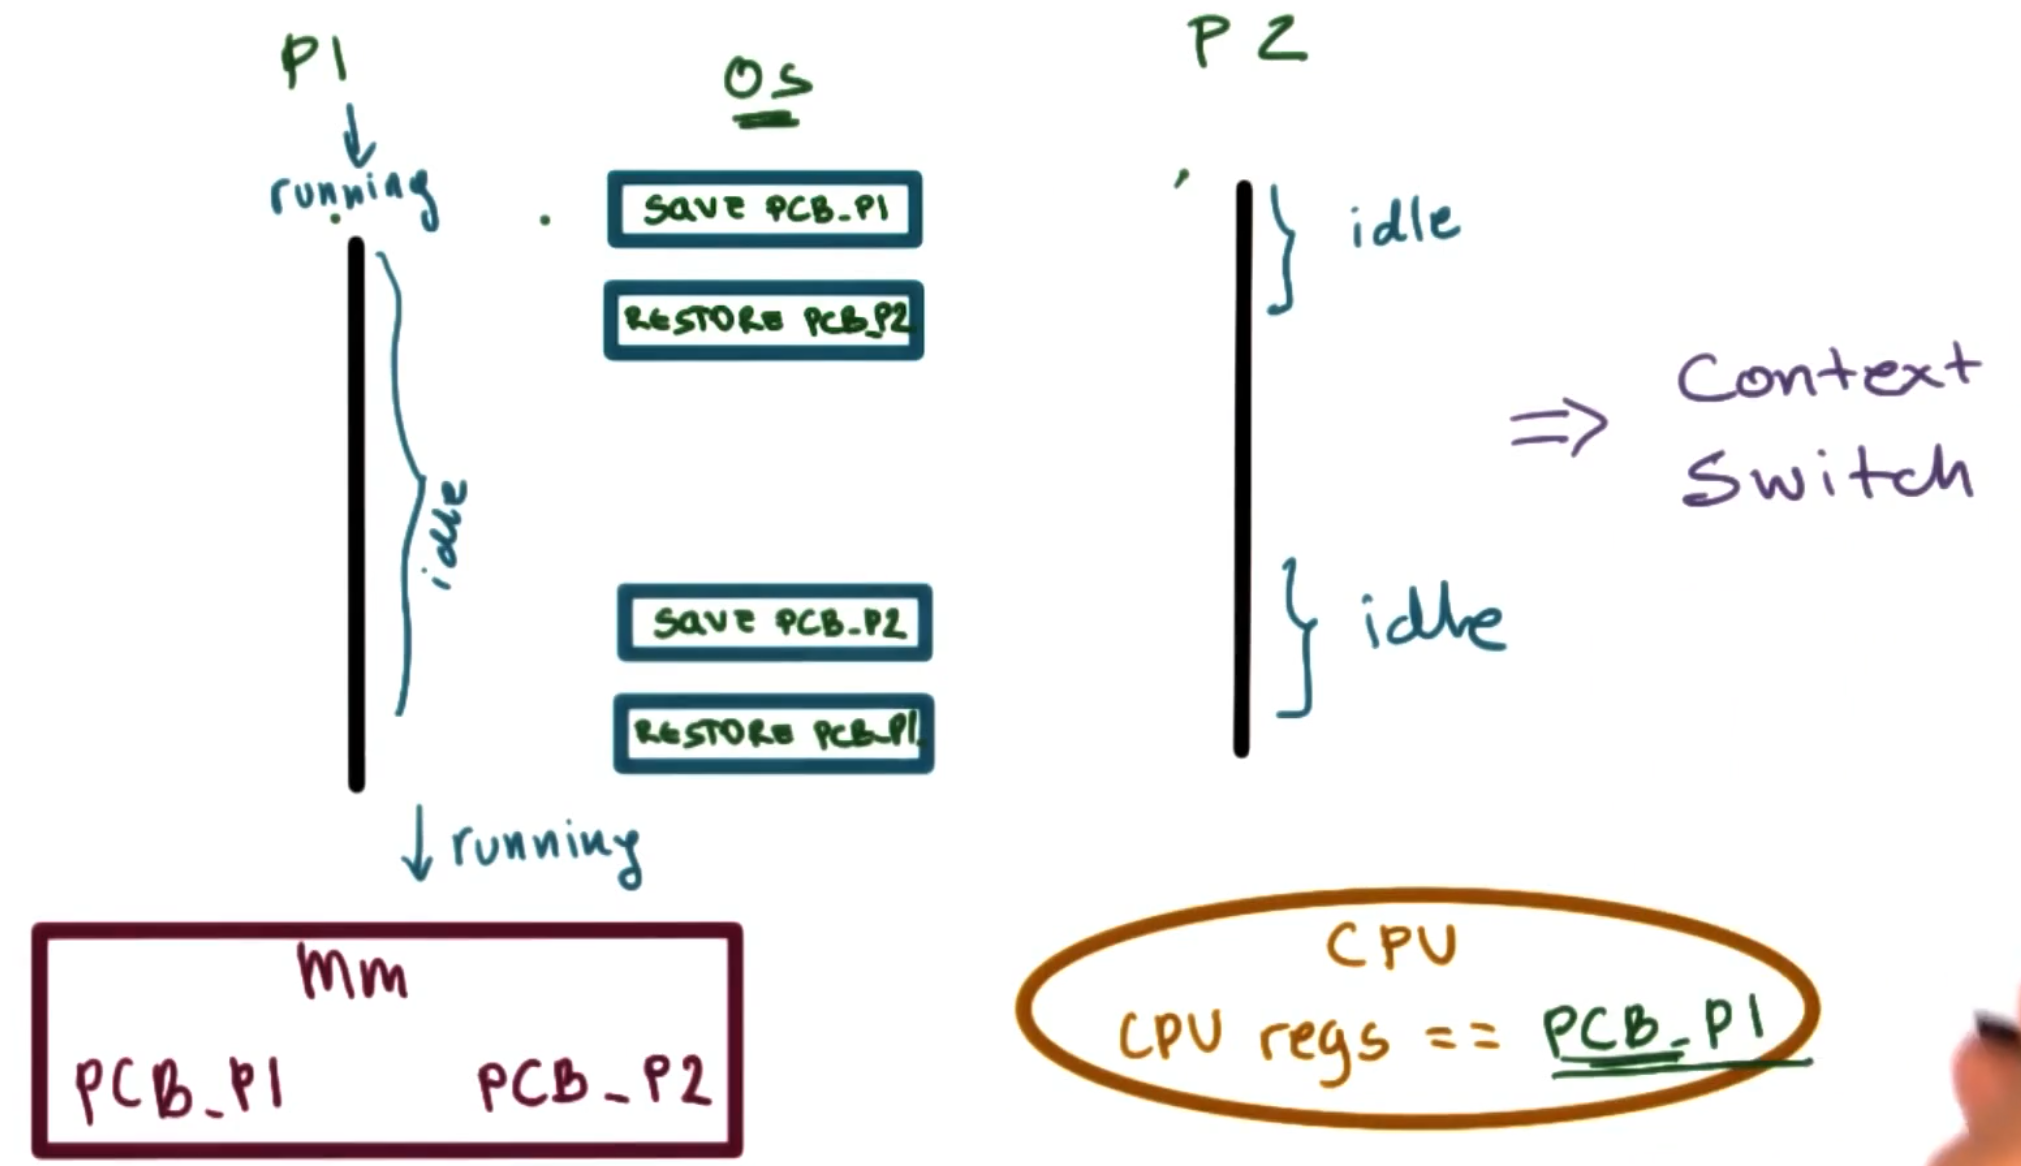 P1
OS
P2
running
SAVE PCB_P1
idle
RESTORE PCB_P2
Context
Switch
idle
SAVE PCB_P2
idle
RESTORE PCB_P1
running
mm
PCB_P1 PCB_P2
CPU
CPU regs == PCB_P1